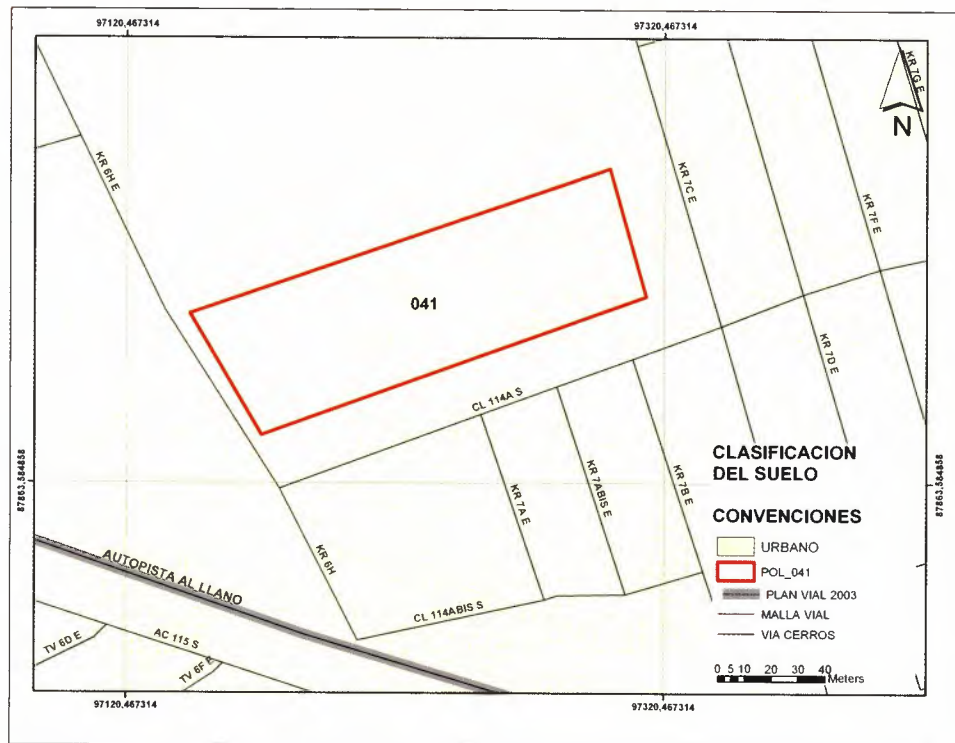 97120,467314
97320,467314
KR 7G E
N
KR 6H E
KR 7C E
KR 7F E
041
KR 7D E
CL 114A S
87863,584858
87863,584858
KR 7A E
KR 7ABIS E
KR 7B E
CLASIFICACION
DEL SUELO
CONVENCIONES
URBANO
POL_041
PLAN VIAL 2003
MALLA VIAL
VIA CERROS
0 5 10 20 30 40
Meters
KR 6H
AUTOPISTA AL LLANO
CL 114ABIS S
AC 115 S
TV 6D E
TV 6F E
97120,467314
97320,467314